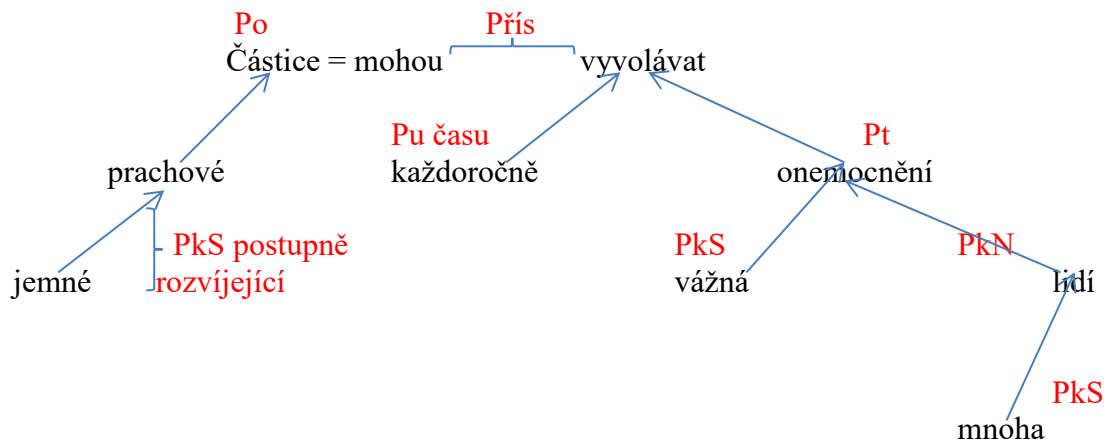 Po Přís
Částice = mohou vyvolávat
Pu času Pt
prachové každoročně onemocnění
PkS postupně PkS PkN
jemné rozvíjející vážná lidí
PkS
mnoha